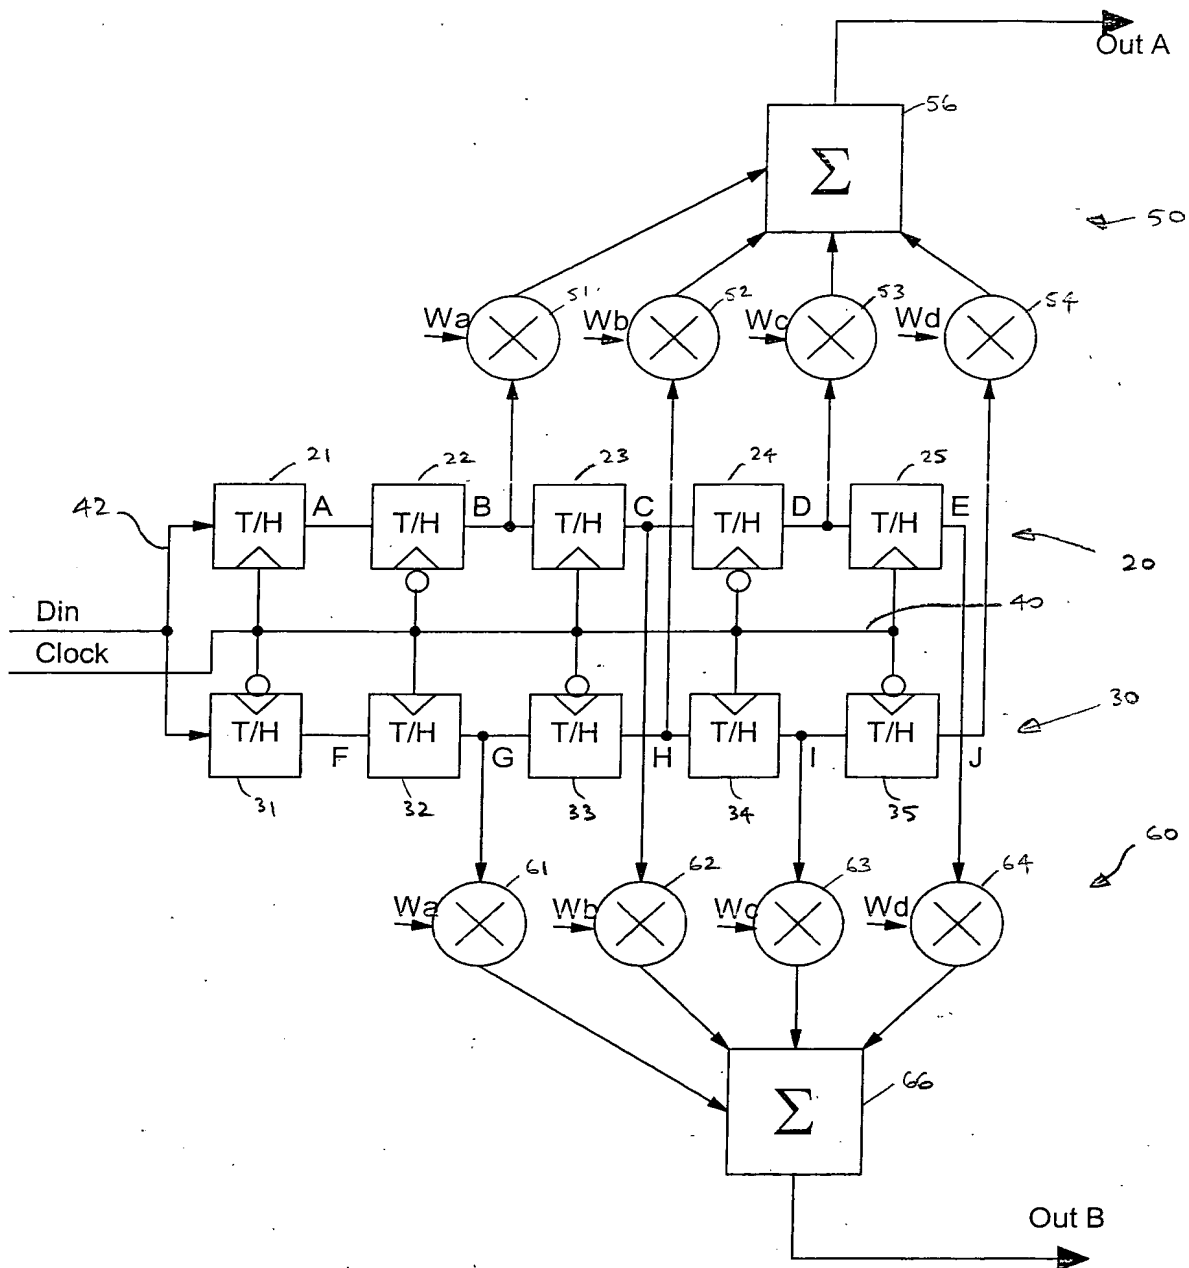 Out A
56
Σ
50
51
52
53
54
Wa
Wb
Wc
Wd
21
22
23
24
25
42
T/H
A
T/H
B
T/H
C
T/H
D
T/H
E
20
Din
40
Clock
30
T/H
F
T/H
G
T/H
H
T/H
I
T/H
J
31
32
33
34
35
60
61
62
63
64
Wa
Wb
Wc
Wd
66
Σ
Out B